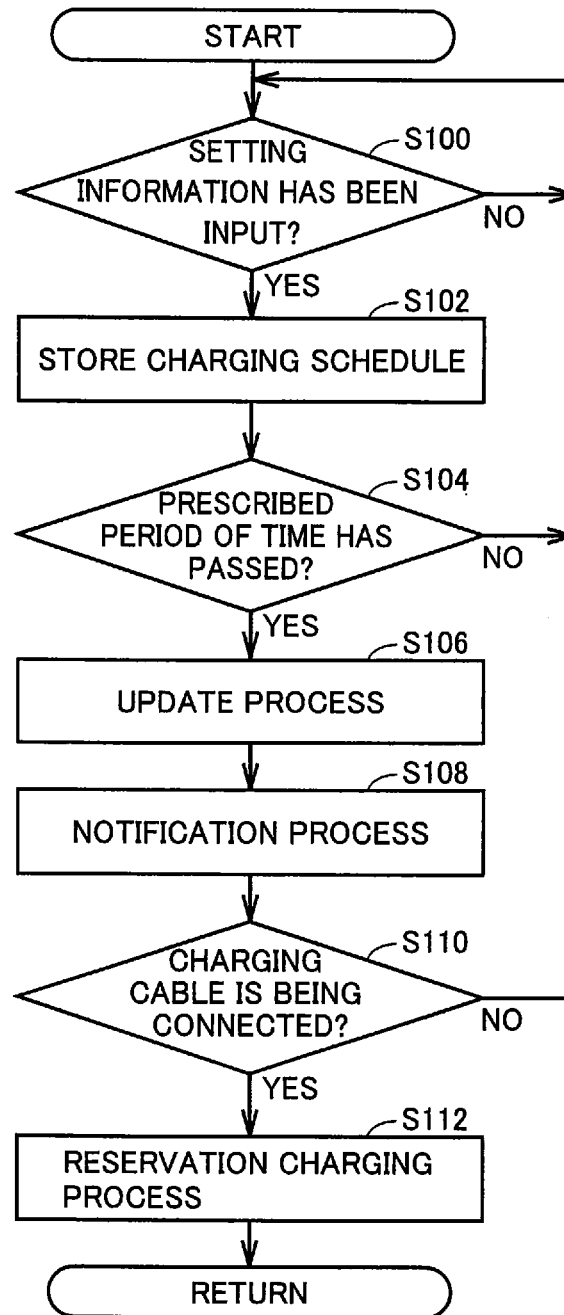 START
S100
SETTING
INFORMATION HAS BEEN
INPUT?
NO
YES
S102
STORE CHARGING SCHEDULE
S104
PRESCRIBED
PERIOD OF TIME HAS
PASSED?
NO
YES
S106
UPDATE PROCESS
S108
NOTIFICATION PROCESS
S110
CHARGING
CABLE IS BEING
CONNECTED?
NO
YES
S112
RESERVATION CHARGING
PROCESS
RETURN